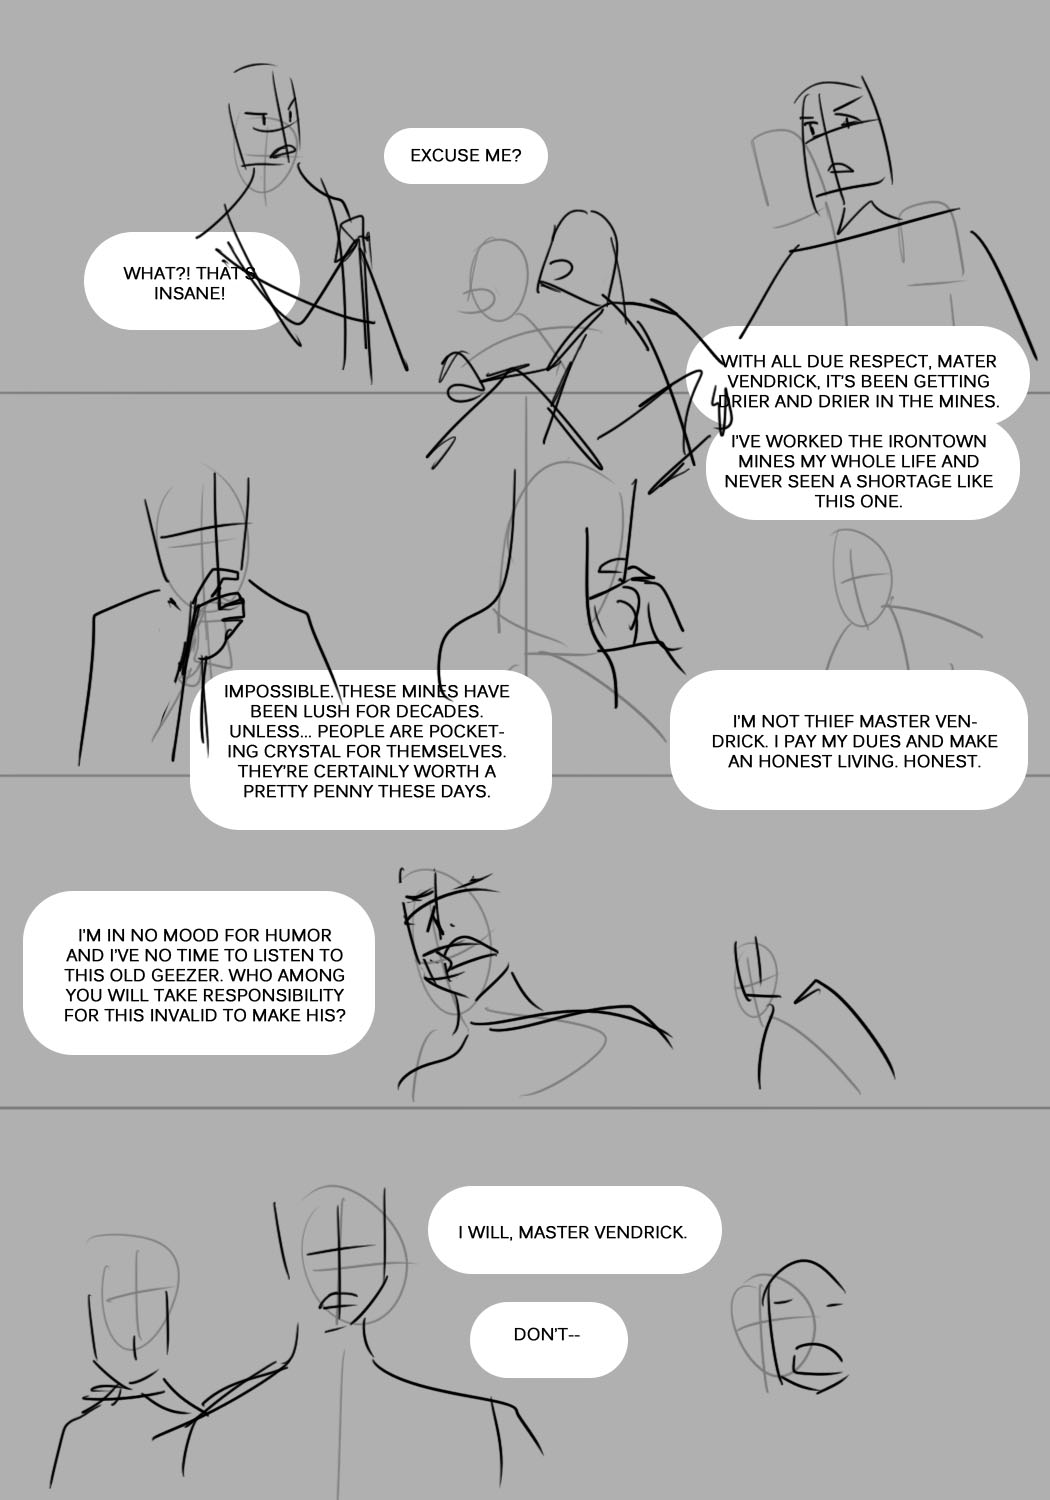 EXCUSE ME?
WHAT?! THAT'S
INSANE!
WITH ALL DUE RESPECT, MATER
VENDRICK, IT'S BEEN GETTING
DRIER AND DRIER IN THE MINES.
I'VE WORKED THE IRONTOWN
MINES MY WHOLE LIFE AND
NEVER SEEN A SHORTAGE LIKE
THIS ONE.
IMPOSSIBLE. THESE MINES HAVE
BEEN LUSH FOR DECADES.
UNLESS... PEOPLE ARE POCKET-
ING CRYSTAL FOR THEMSELVES.
THEY'RE CERTAINLY WORTH A
PRETTY PENNY THESE DAYS.
I'M NOT THIEF MASTER VEN-
DRICK. I PAY MY DUES AND MAKE
AN HONEST LIVING. HONEST.
I'M IN NO MOOD FOR HUMOR
AND I'VE NO TIME TO LISTEN TO
THIS OLD GEEZER. WHO AMONG
YOU WILL TAKE RESPONSIBILITY
FOR THIS INVALID TO MAKE HIS?
I WILL, MASTER VENDRICK.
DON'T--